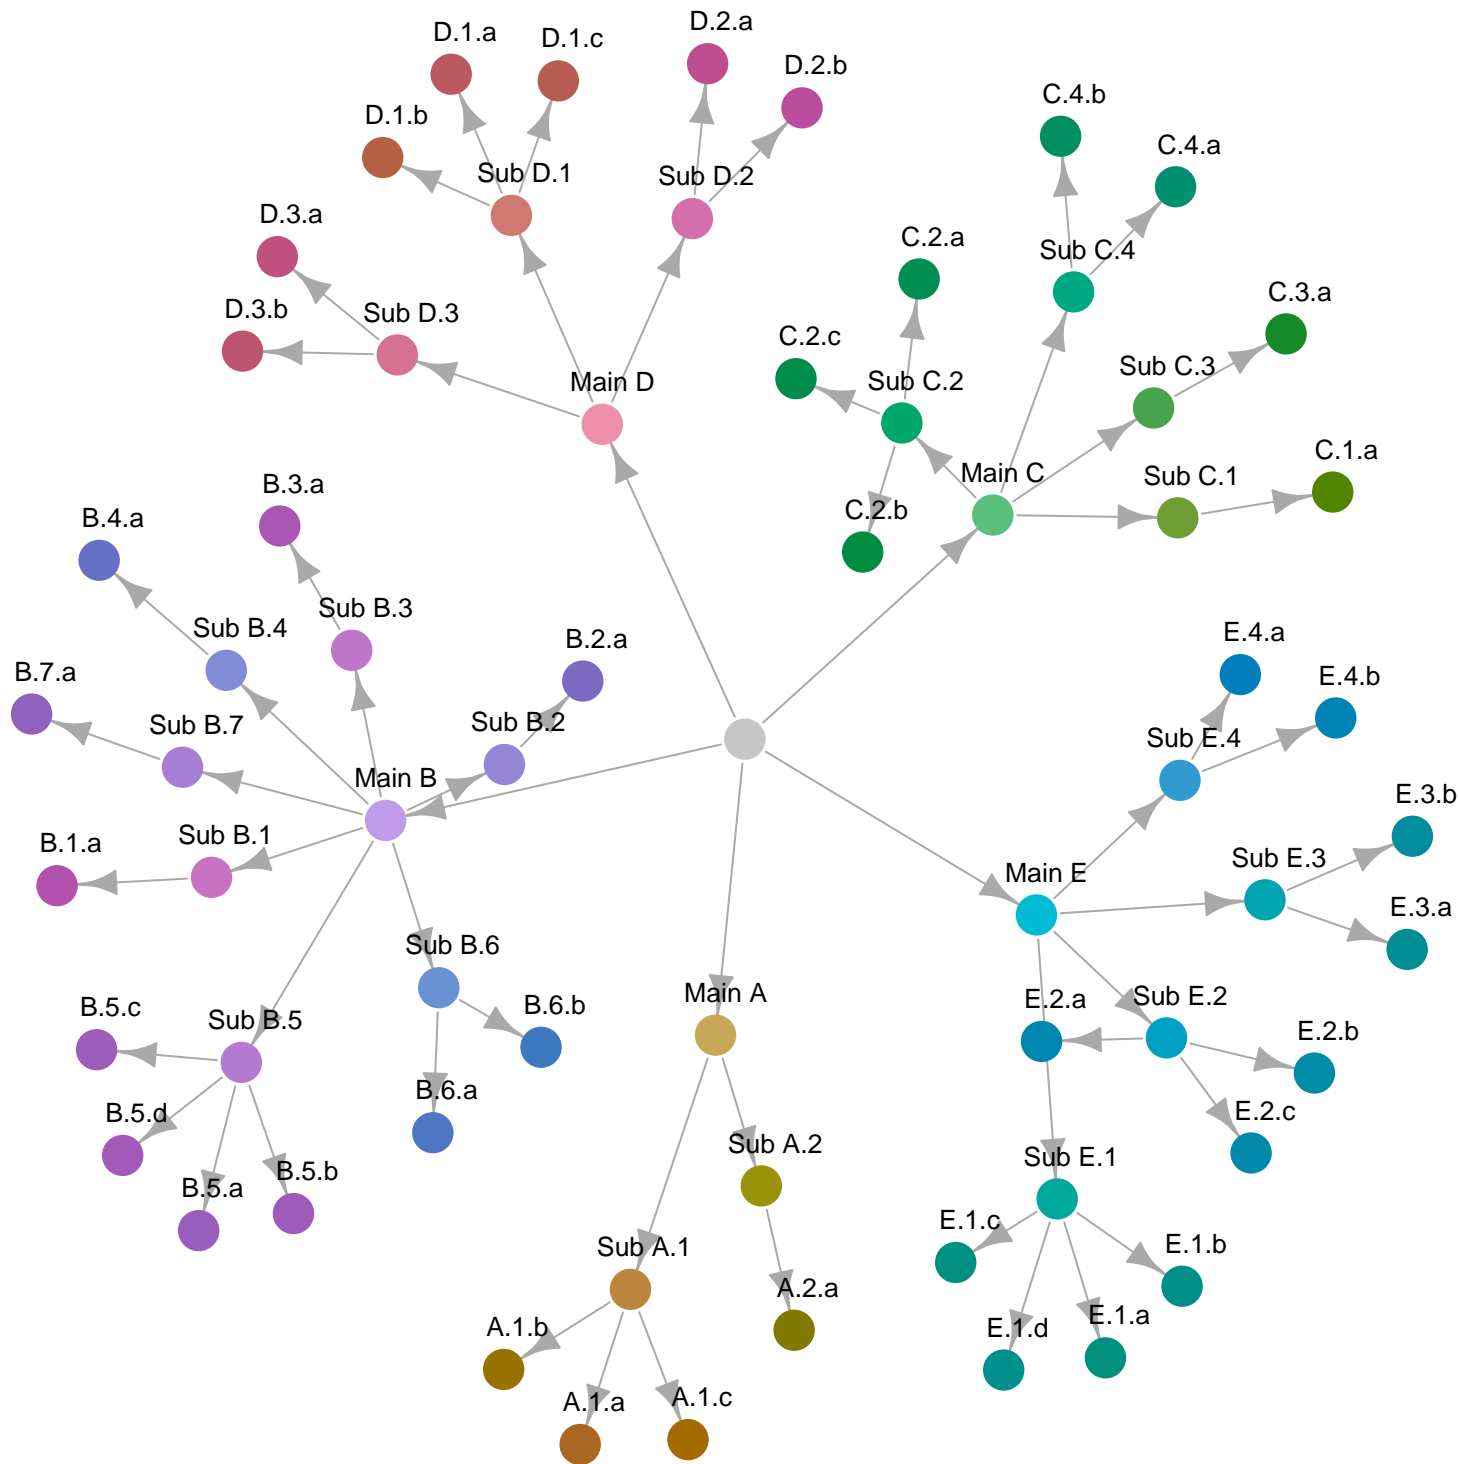 D.2.a
D.1.a
D.1.c
D.2.b
C.4.b
D.1.b
C.4.a
Sub D.1
Sub D.2
D.3.a
C.2.a
Sub C.4
C.3.a
D.3.b
Sub D.3
C.2.c
Sub C.3
Main D
Sub C.2
C.1.a
Main C
Sub C.1
B.3.a
C.2.b
B.4.a
Sub B.3
Sub B.4
E.4.a
B.2.a
B.7.a
E.4.b
Sub B.7
Sub B.2
Sub E.4
Main B
E.3.b
Sub B.1
B.1.a
Sub E.3
Main E
E.3.a
Sub B.6
Main A
Sub E.2
E.2.a
B.5.c
B.6.b
Sub B.5
E.2.b
B.6.a
B.5.d
E.2.c
Sub A.2
Sub E.1
B.5.b
B.5.a
E.1.c
Sub A.1
E.1.b
A.2.a
E.1.a
A.1.b
E.1.d
A.1.c
A.1.a